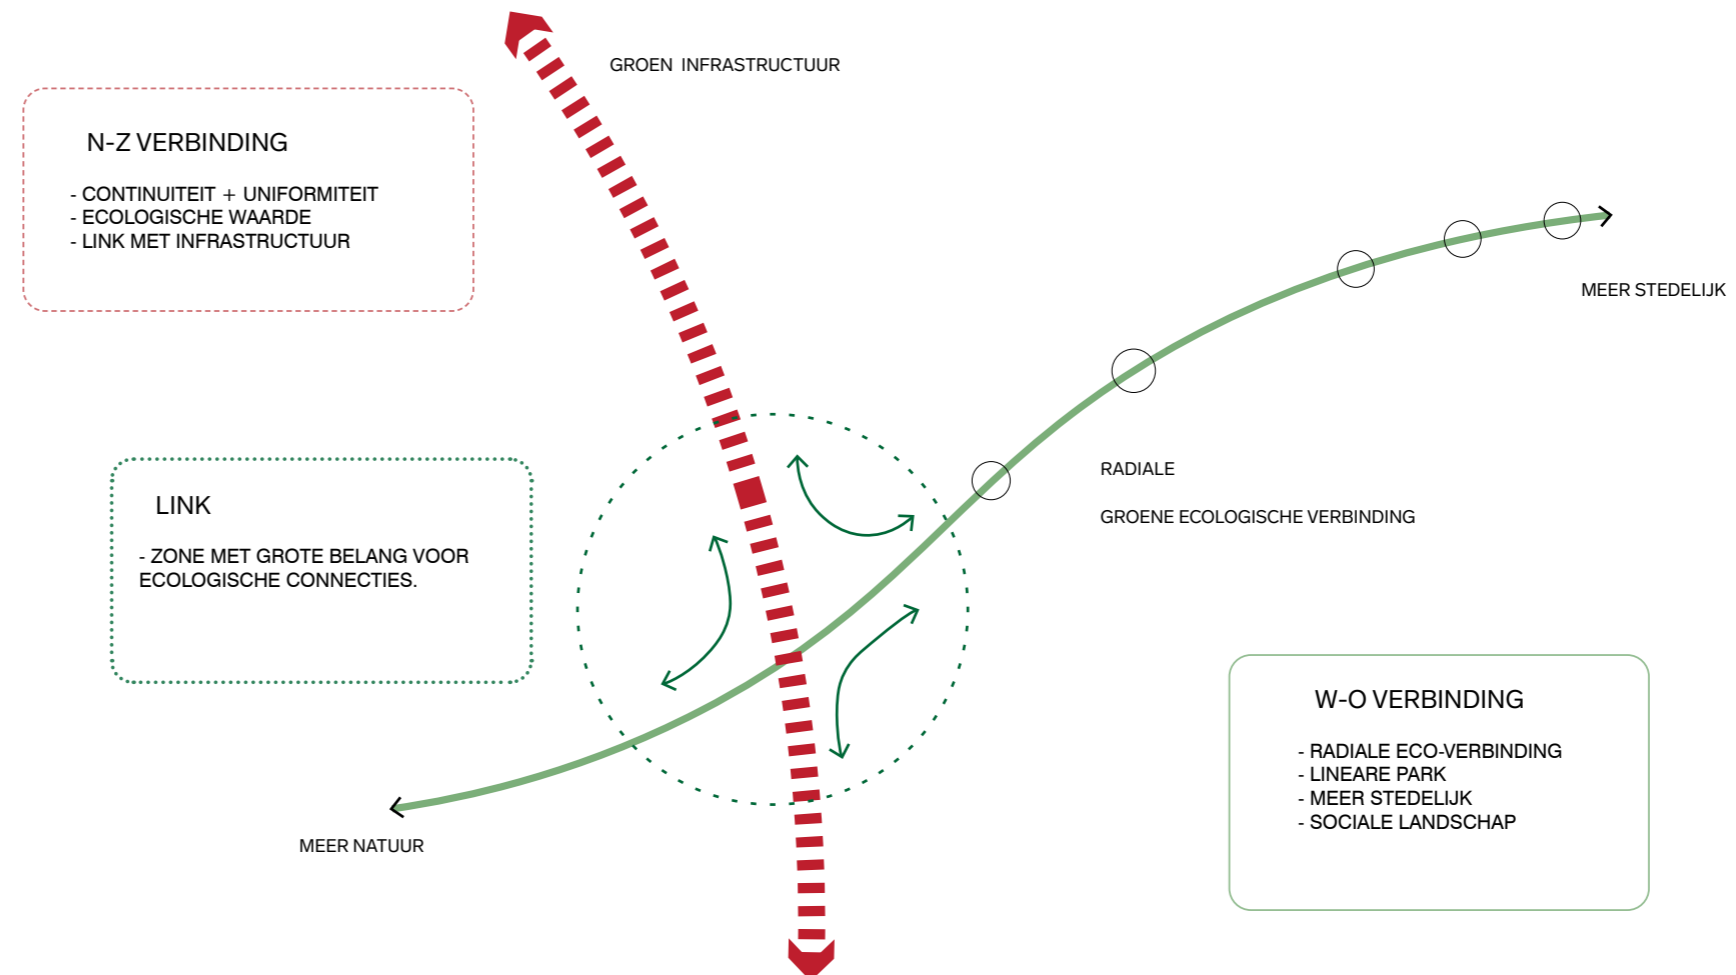 GROEN INFRASTRUCTUUR
N-Z VERBINDING
- CONTINUITEIT + UNIFORMITEIT
- ECOLOGISCHE WAARDE
- LINK MET INFRASTRUCTUUR
MEER STEDELIJK
RADIALE
GROENE ECOLOGISCHE VERBINDING
LINK
- ZONE MET GROTE BELANG VOOR
ECOLOGISCHE CONNECTIES.
W-O VERBINDING
- RADIALE ECO-VERBINDING
- LINEARE PARK
- MEER STEDELIJK
- SOCIALE LANDSCHAP
MEER NATUUR